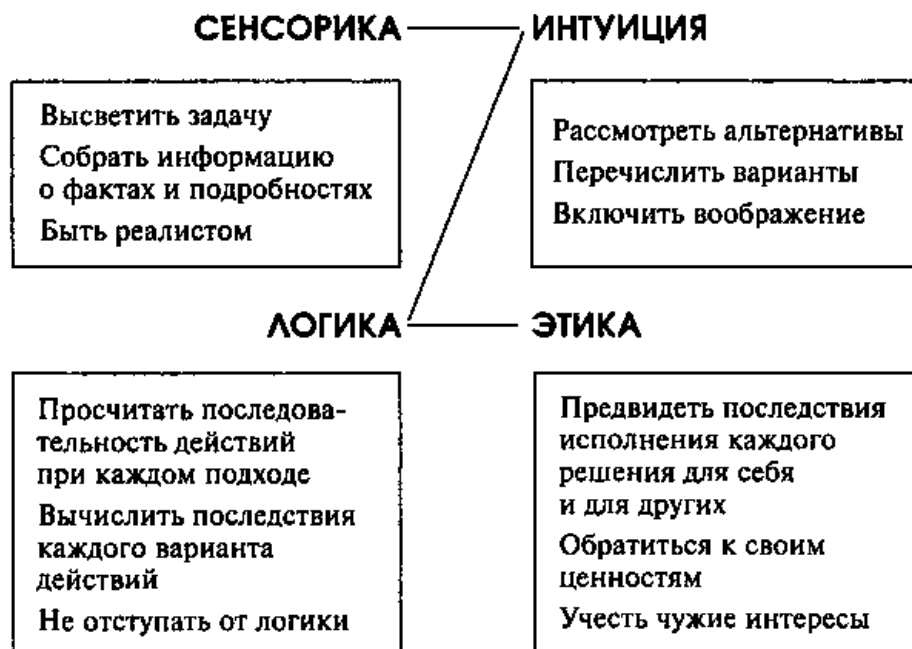 СЕНСОРИКА
ИНТУИЦИЯ
Высветить задачу
Собрать информацию
о фактах и подробностях
Быть реалистом
Рассмотреть альтернативы
Перечислить варианты
Включить воображение
ЛОГИКА
ЭТИКА
Просчитать последова-
тельность действий
при каждом подходе
Вычислить последствия
каждого варианта
действий
Не отступать от логики
Предвидеть последствия
исполнения каждого
решения для себя
и для других
Обратиться к своим
ценностям
Учесть чужие интересы